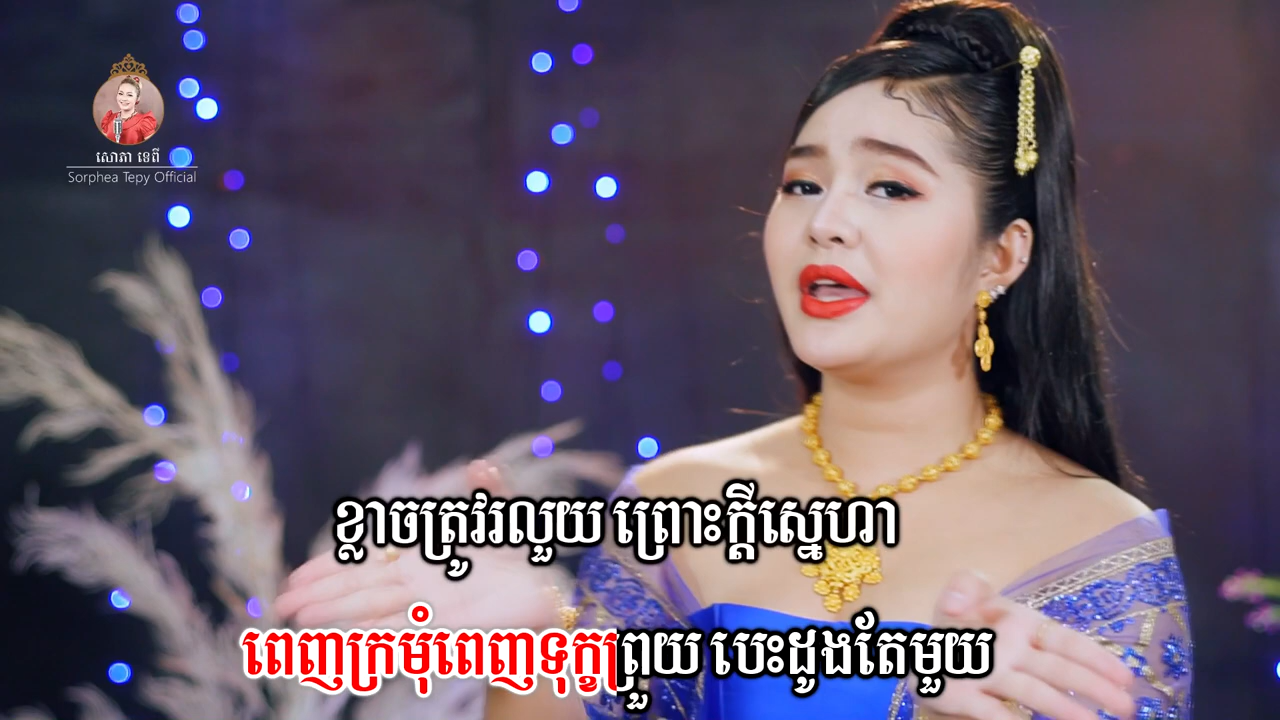 សោភា ទេពី
Sorphea Tepy Official
ខ្លាចត្រូវរលួយ ព្រោះក្ដីស្នេហា
ពេញក្រមុំពេញទុក្ខព្រួយ បេះដូងតែមួយ